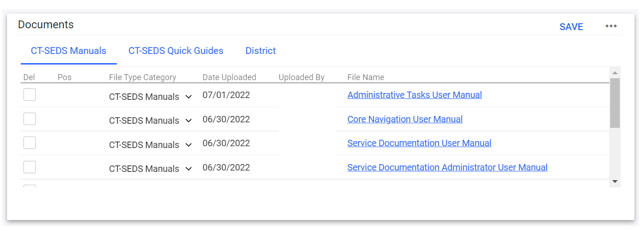 Documents
SAVE
CT-SEDS Manuals CT-SEDS Quick Guides District
Del Pos File Type Category Date Uploaded Uploaded By File Name
CT-SEDS Manuals 07/01/2022 Administrative Tasks User Manual
CT-SEDS Manuals 06/30/2022 Core Navigation User Manual
CT-SEDS Manuals 06/30/2022 Service Documentation User Manual
CT-SEDS Manuals 06/30/2022 Service Documentation Administrator User Manual